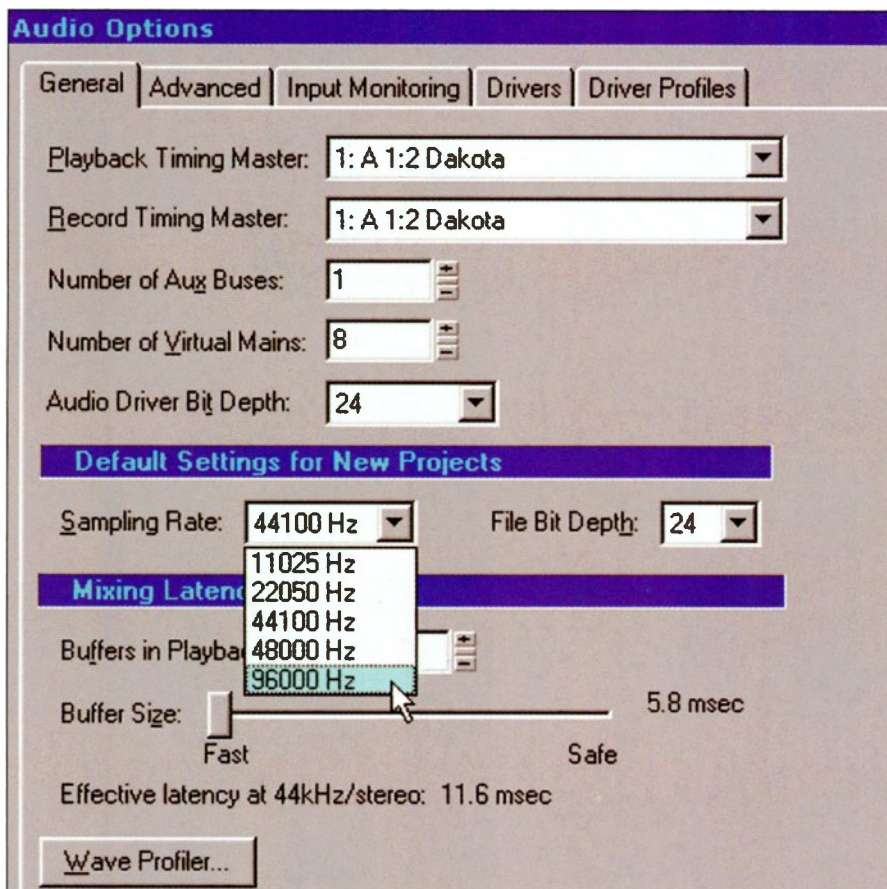 Audio Options
General Advanced Input Monitoring Drivers Driver Profiles
Playback Timing Master: 1: A 1:2 Dakota
Record Timing Master: 1: A 1:2 Dakota
Number of Aux Buses: 1
Number of Virtual Mains: 8
Audio Driver Bit Depth: 24
Default Settings for New Projects
Sampling Rate: 44100 Hz File Bit Depth: 24
11025 Hz
22050 Hz
Mixing
44100 Hz
Buffers in 48000 Hz
96000 Hz
Buffer Size: 5.8 msec
Fast Safe
Effective latency at 44kHz/stereo: 11.6 msec
Wave Profiler...